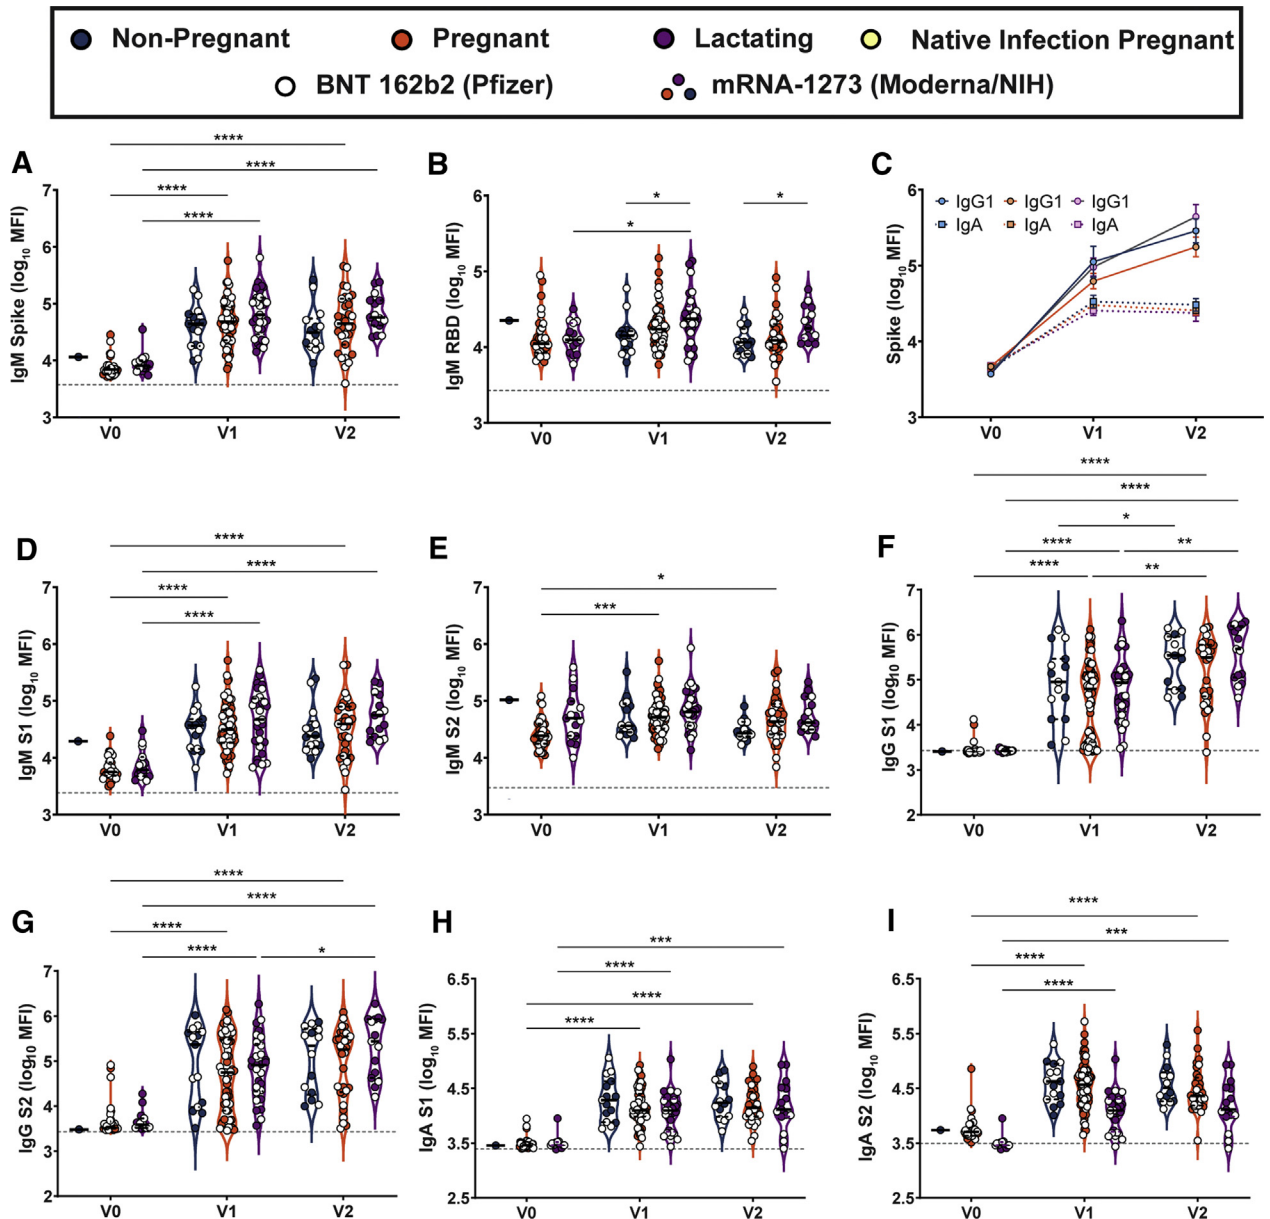 Non-Pregnant Pregnant Lactating Native Infection Pregnant
BNT 162b2 (Pfizer) mRNA-1273 (Moderna/NIH)
A
****
****
****
****
IgM Spike (log10 MFI)
7
6
5
4
3
V0 V1 V2
B
*
*
*
IgM RBD (log10 MFI)
6
5
4
3
V0 V1 V2
C
IgG1 IgG1 IgG1
IgA IgA IgA
Spike (log10 MFI)
6
5
4
3
V0 V1 V2
D
****
****
****
****
IgM S1 (log10 MFI)
7
6
5
4
3
V0 V1 V2
E
*
***
IgM S2 (log10 MFI)
7
6
5
4
3
V0 V1 V2
F
****
****
*
**** **
**** **
IgG S1 (log10 MFI)
7
6
5
4
3
2
V0 V1 V2
G
****
****
****
**** *
IgG S2 (log10 MFI)
7
6
5
4
3
2
V0 V1 V2
H
***
****
****
****
IgA S1 (log10 MFI)
6.5
5.5
4.5
3.5
2.5
V0 V1 V2
I
****
***
****
****
IgA S2 (log10 MFI)
6.5
5.5
4.5
3.5
2.5
V0 V1 V2